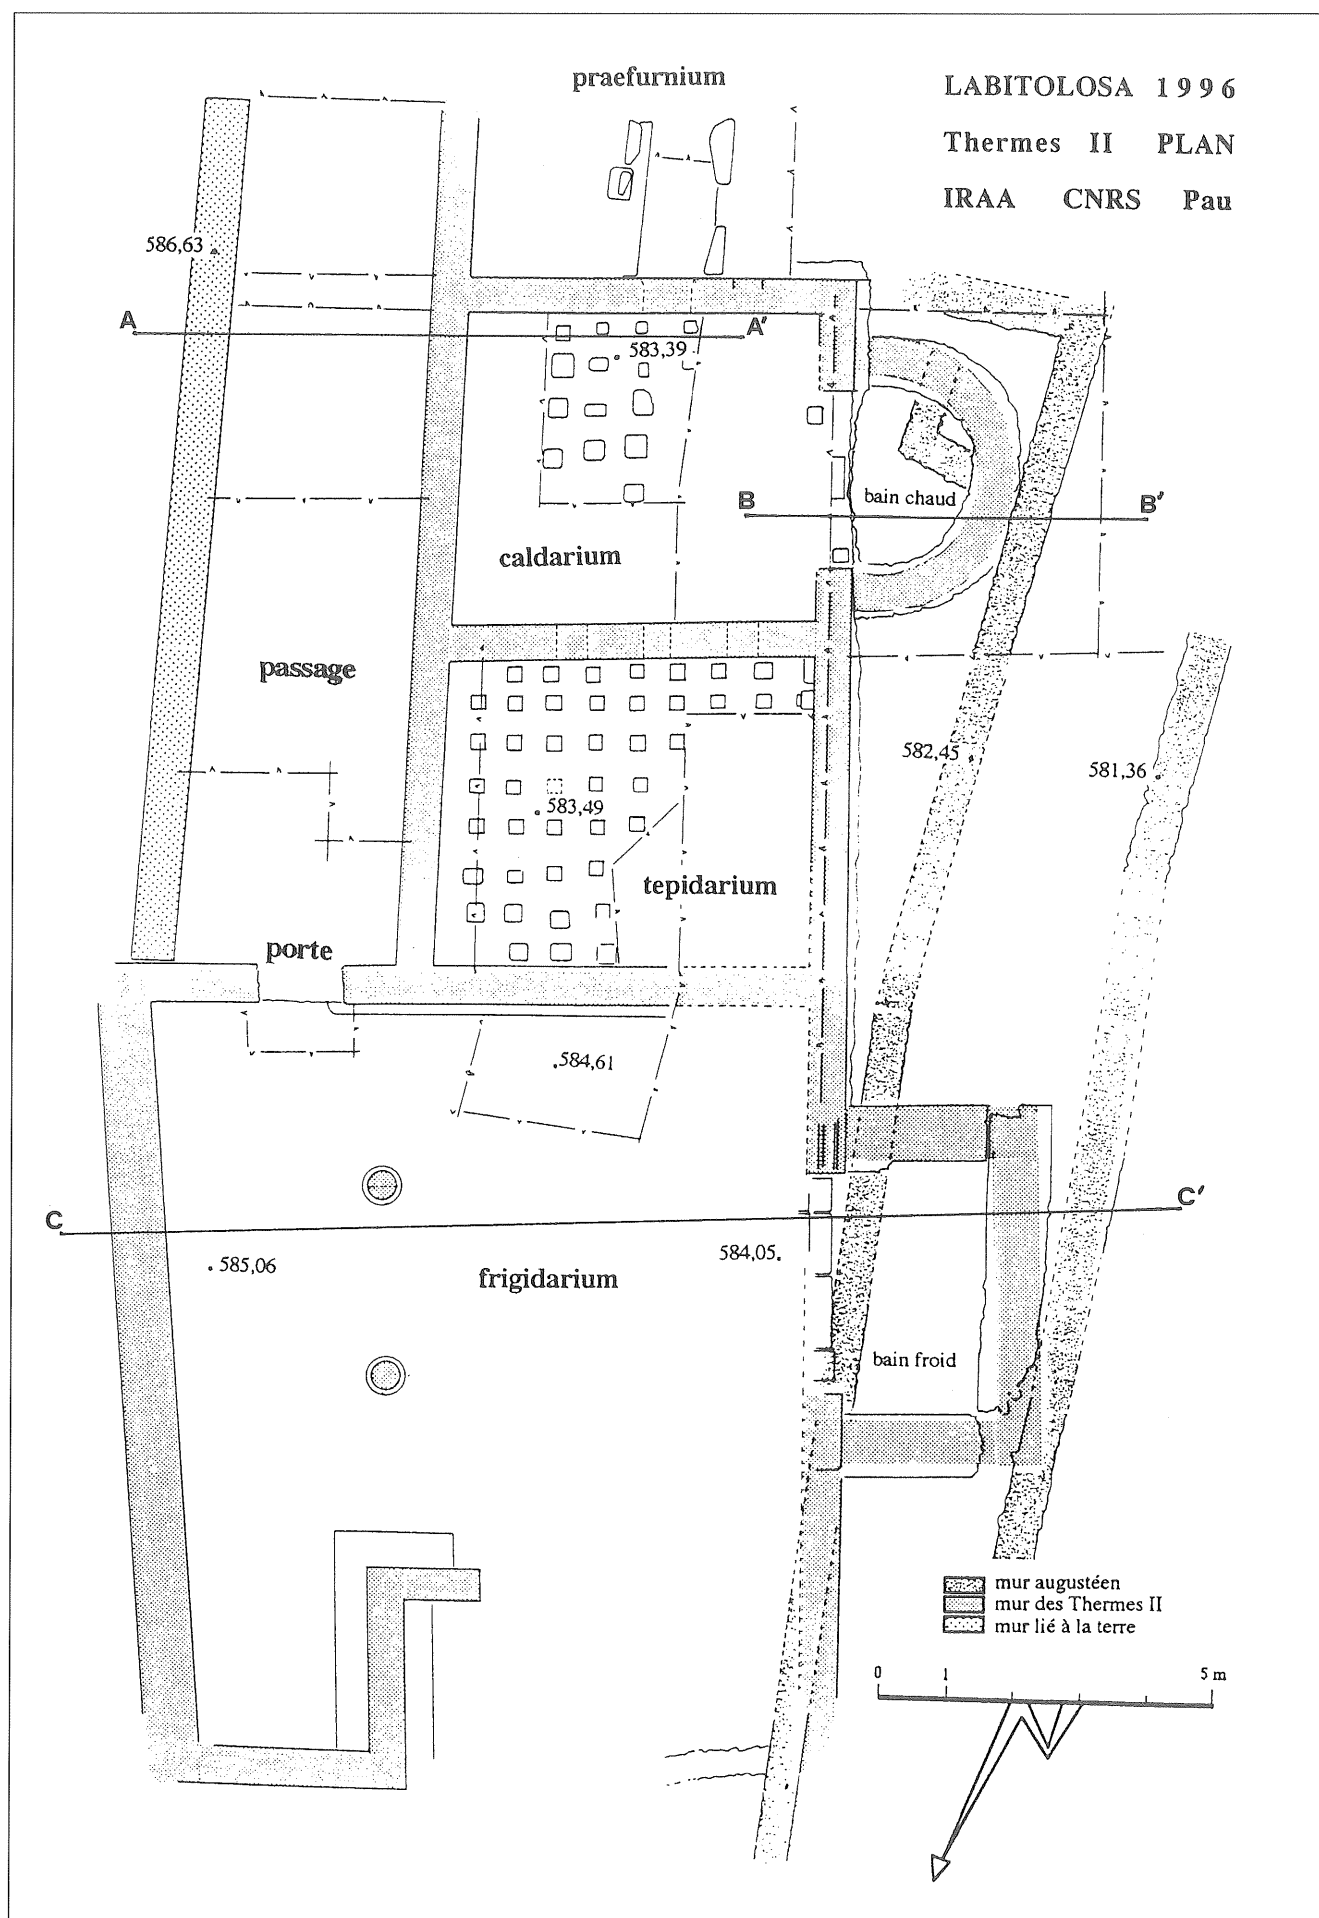 praefurnium
LABITOLOSA 1996
Thermes II PLAN
IRAA CNRS Pau
586,63
A
A'
583,39
bain chaud
B
B'
caldarium
passage
582,45
581,36
583,49
tepidarium
porte
584,61
C
C'
585,06
584,05
frigidarium
bain froid
mur augustéen
mur des Thermes II
mur lié à la terre
0 1 5 m